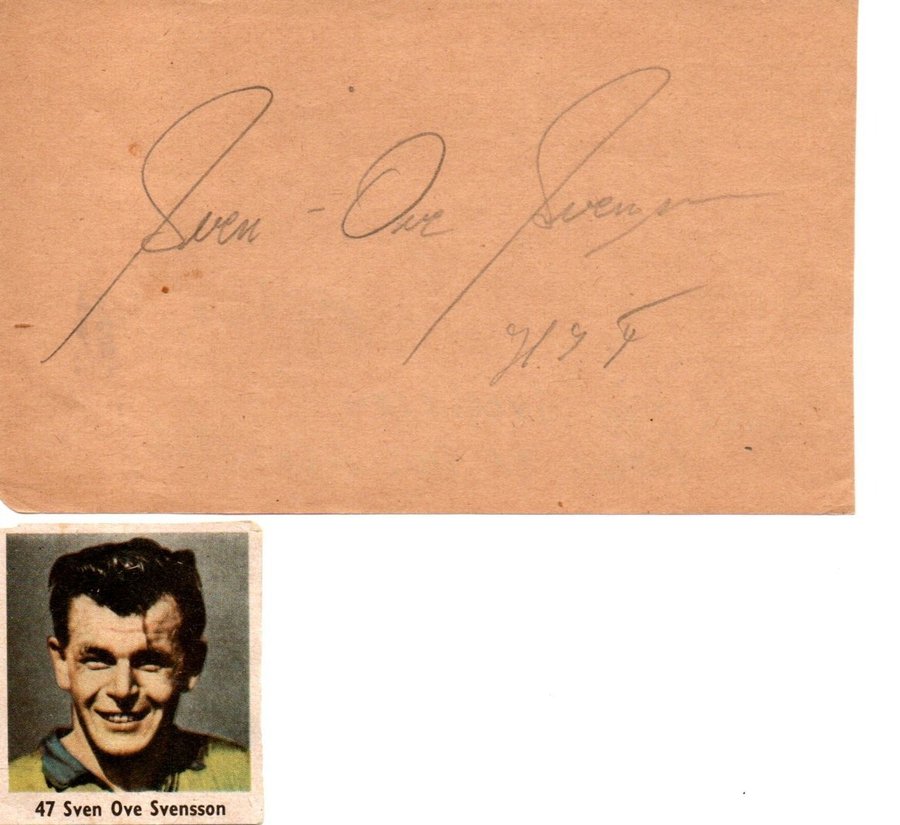 Sven - Ove Svensson
H I F
47 Sven Ove Svensson